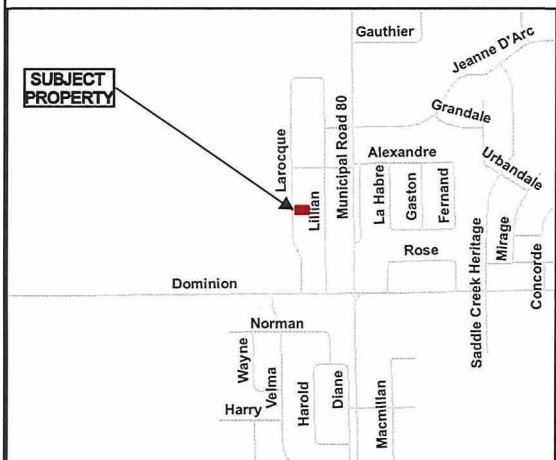 Gauthier
Jeanne D'Arc
SUBJECT
PROPERTY
Grandale
Municipal Road 80
Larocque
Alexandre
Urbandale
La Habre
Gaston
Fernand
Lillian
Rose
Saddle Creek Heritage
Mirage
Concorde
Dominion
Norman
Wayne
Velma
Harold
Diane
Macmillan
Harry